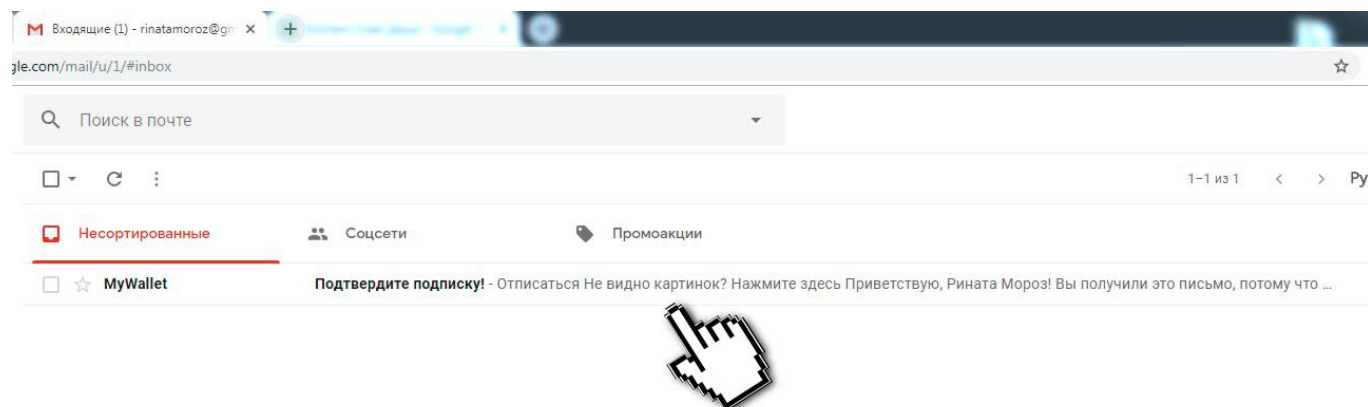 Входящие (1) - rinatamoroz@gm
gle.com/mail/u/1/#inbox
Поиск в почте
1–1 из 1
Ру
Несортированные Соцсети Промоакции
MyWallet Подтвердите подписку! - Отписаться Не видно картинок? Нажмите здесь Приветствую, Рината Мороз! Вы получили это письмо, потому что ...